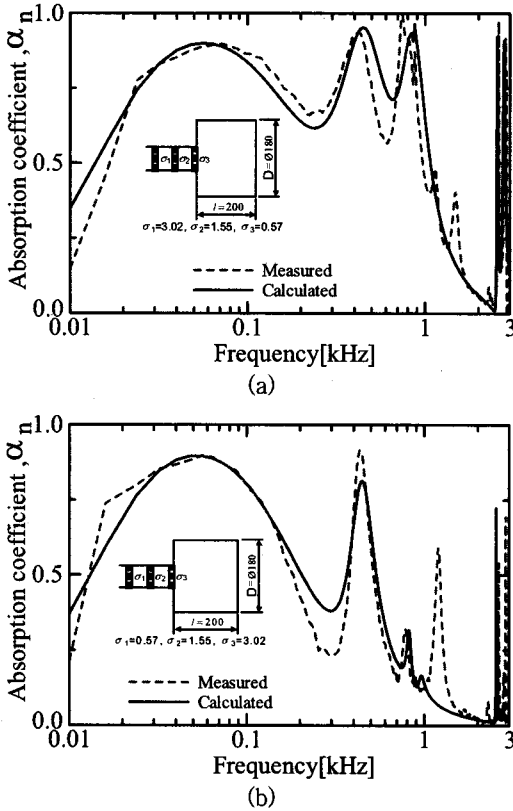 1.0
0.5
0.0
Absorption coefficient ,αn
σ1 σ2 σ3
D=Ø180
l=200
σ1=3.02, σ2=1.55, σ3=0.57
Measured
Calculated
0.01 0.1 1 3
Frequency[kHz]
(a)
1.0
0.5
0.0
Absorption coefficient ,αn
σ1 σ2 σ3
D=Ø180
l=200
σ1=0.57, σ2=1.55, σ3=3.02
Measured
Calculated
0.01 0.1 1 3
Frequency[kHz]
(b)